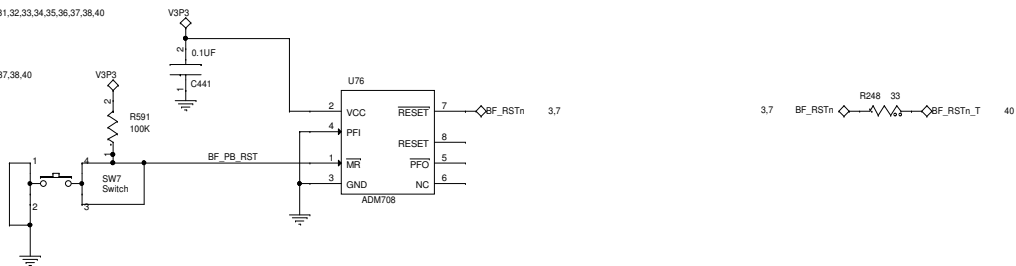 31,32,33,34,35,36,37,38,40
V3P3
2
0.1UF
C441
1
37,38,40
V3P3
2
R591
100K
1
U76
2 VCC
4 PFI
1 MR
3 GND
RESET 7
RESET 8
PFO 5
NC 6
ADM708
BF_RSTn 3,7
3,7 BF_RSTn
R248 33
BF_RSTn_T 40
BF_PB_RST
1
2
4
3
SW7
Switch